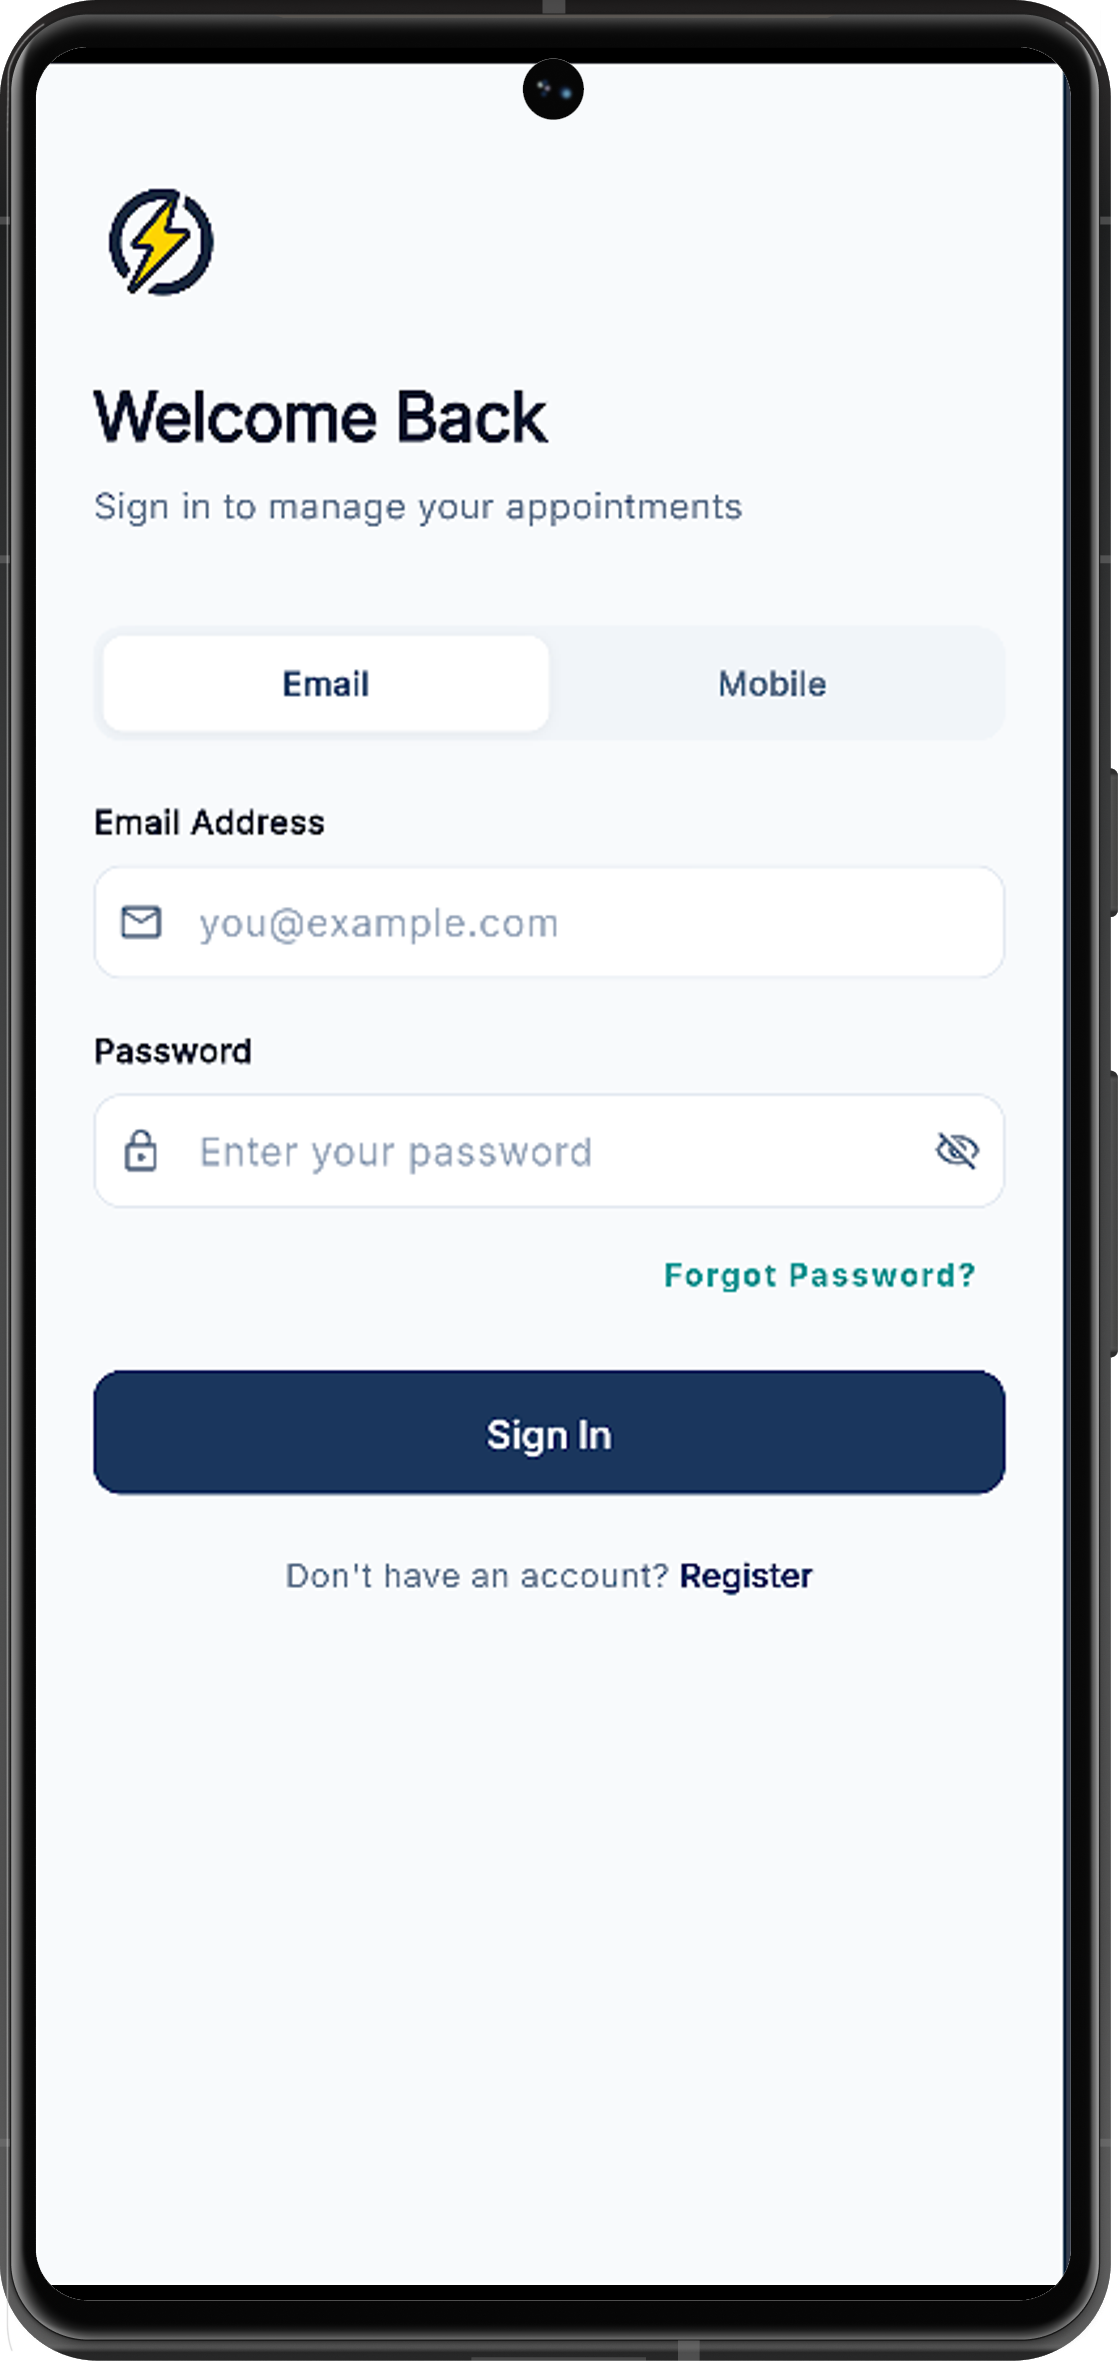 Welcome Back
Sign in to manage your appointments
Email Mobile
Email Address
you@example.com
Password
Enter your password
Forgot Password?
Sign In
Don't have an account? Register